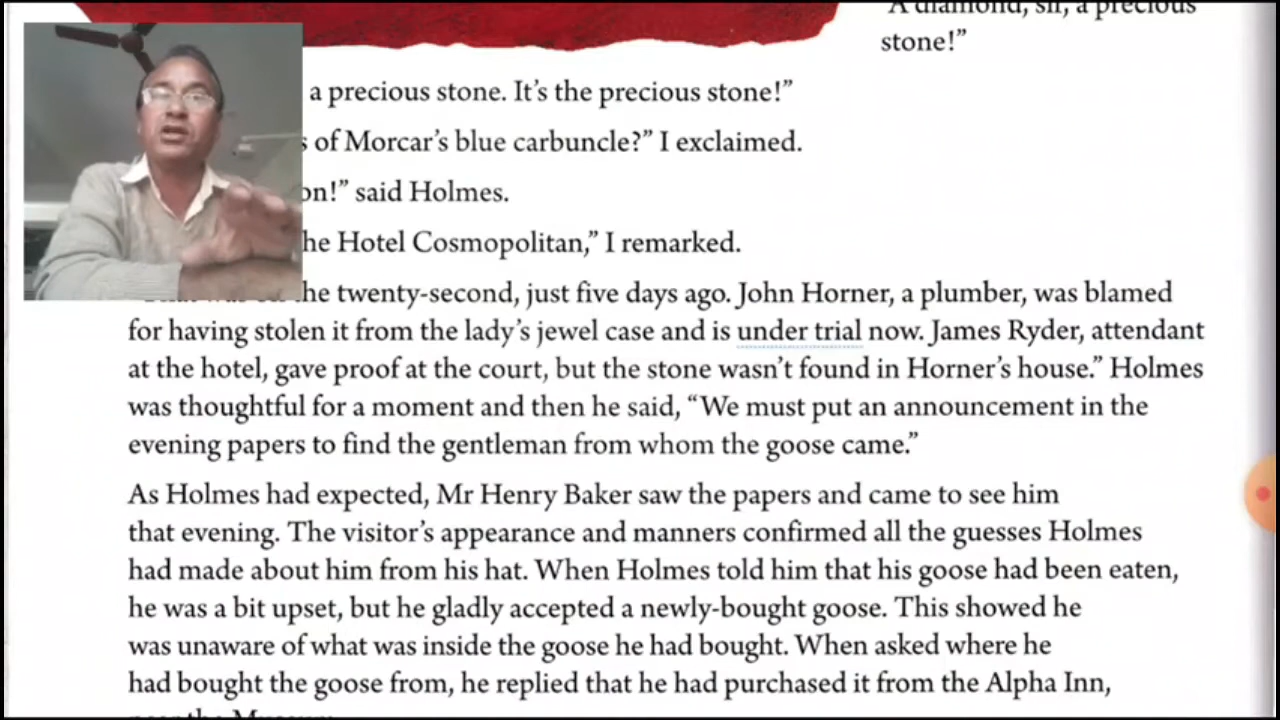 "A diamond, sir, a precious
stone!”
a precious stone. It’s the precious stone!”
of Morcar’s blue carbuncle?” I exclaimed.
said Holmes.
Hotel Cosmopolitan,” I remarked.
the twenty-second, just five days ago. John Horner, a plumber, was blamed
for having stolen it from the lady’s jewel case and is under trial now. James Ryder, attendant
at the hotel, gave proof at the court, but the stone wasn’t found in Horner’s house.” Holmes
was thoughtful for a moment and then he said, “We must put an announcement in the
evening papers to find the gentleman from whom the goose came.”
As Holmes had expected, Mr Henry Baker saw the papers and came to see him
that evening. The visitor’s appearance and manners confirmed all the guesses Holmes
had made about him from his hat. When Holmes told him that his goose had been eaten,
he was a bit upset, but he gladly accepted a newly-bought goose. This showed he
was unaware of what was inside the goose he had bought. When asked where he
had bought the goose from, he replied that he had purchased it from the Alpha Inn,